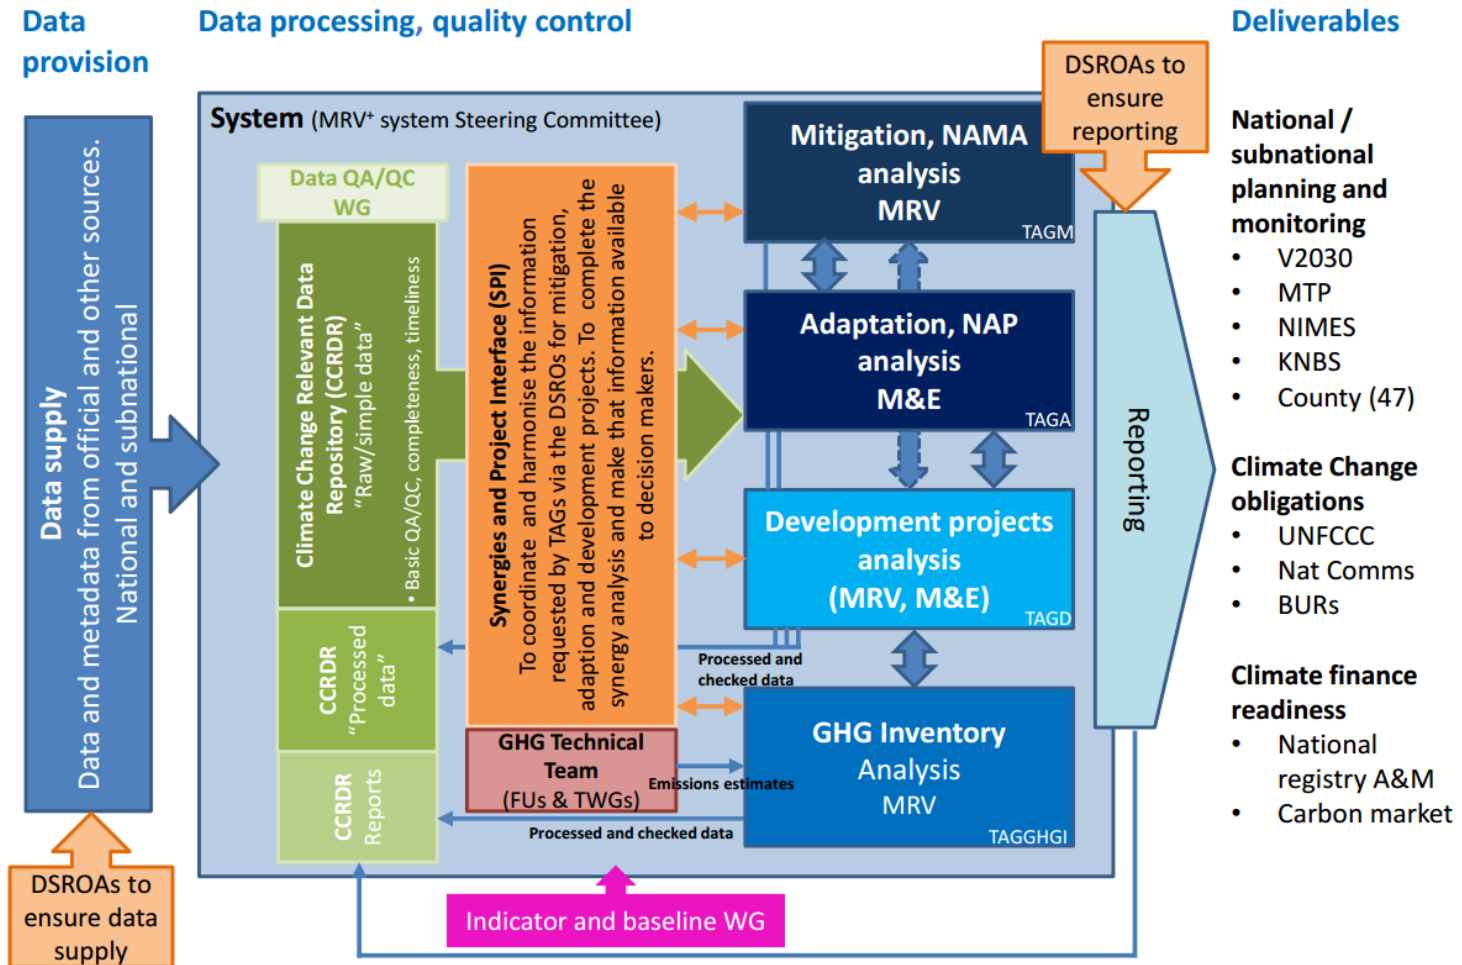 Data
provision
Data processing, quality control
Deliverables
DSROAs to
ensure
reporting
Data supply
Data and metadata from official and other sources.
National and subnational
DSROAs to
ensure data
supply
System (MRV+ system Steering Committee)
Data QA/QC
WG
Climate Change Relevant Data
Repository (CCRDR)
“Raw/simple data”
• Basic QA/QC, completeness, timeliness
CCRDR
“Processed
data”
CCRDR
Reports
Synergies and Project Interface (SPI)
To coordinate and harmonise the information
requested by TAGs via the DSROs for mitigation,
adaption and development projects. To complete the
synergy analysis and make that information available
to decision makers.
GHG Technical
Team
(FUs & TWGs)
Mitigation, NAMA
analysis
MRV
TAGM
Adaptation, NAP
analysis
M&E
TAGA
Development projects
analysis
(MRV, M&E)
TAGD
Processed and
checked data
GHG Inventory
Analysis
MRV
TAGGHGI
Emissions estimates
Processed and checked data
Indicator and baseline WG
Reporting
National /
subnational
planning and
monitoring
• V2030
• MTP
• NIMES
• KNBS
• County (47)
Climate Change
obligations
• UNFCCC
• Nat Comms
• BURs
Climate finance
readiness
• National
registry A&M
• Carbon market